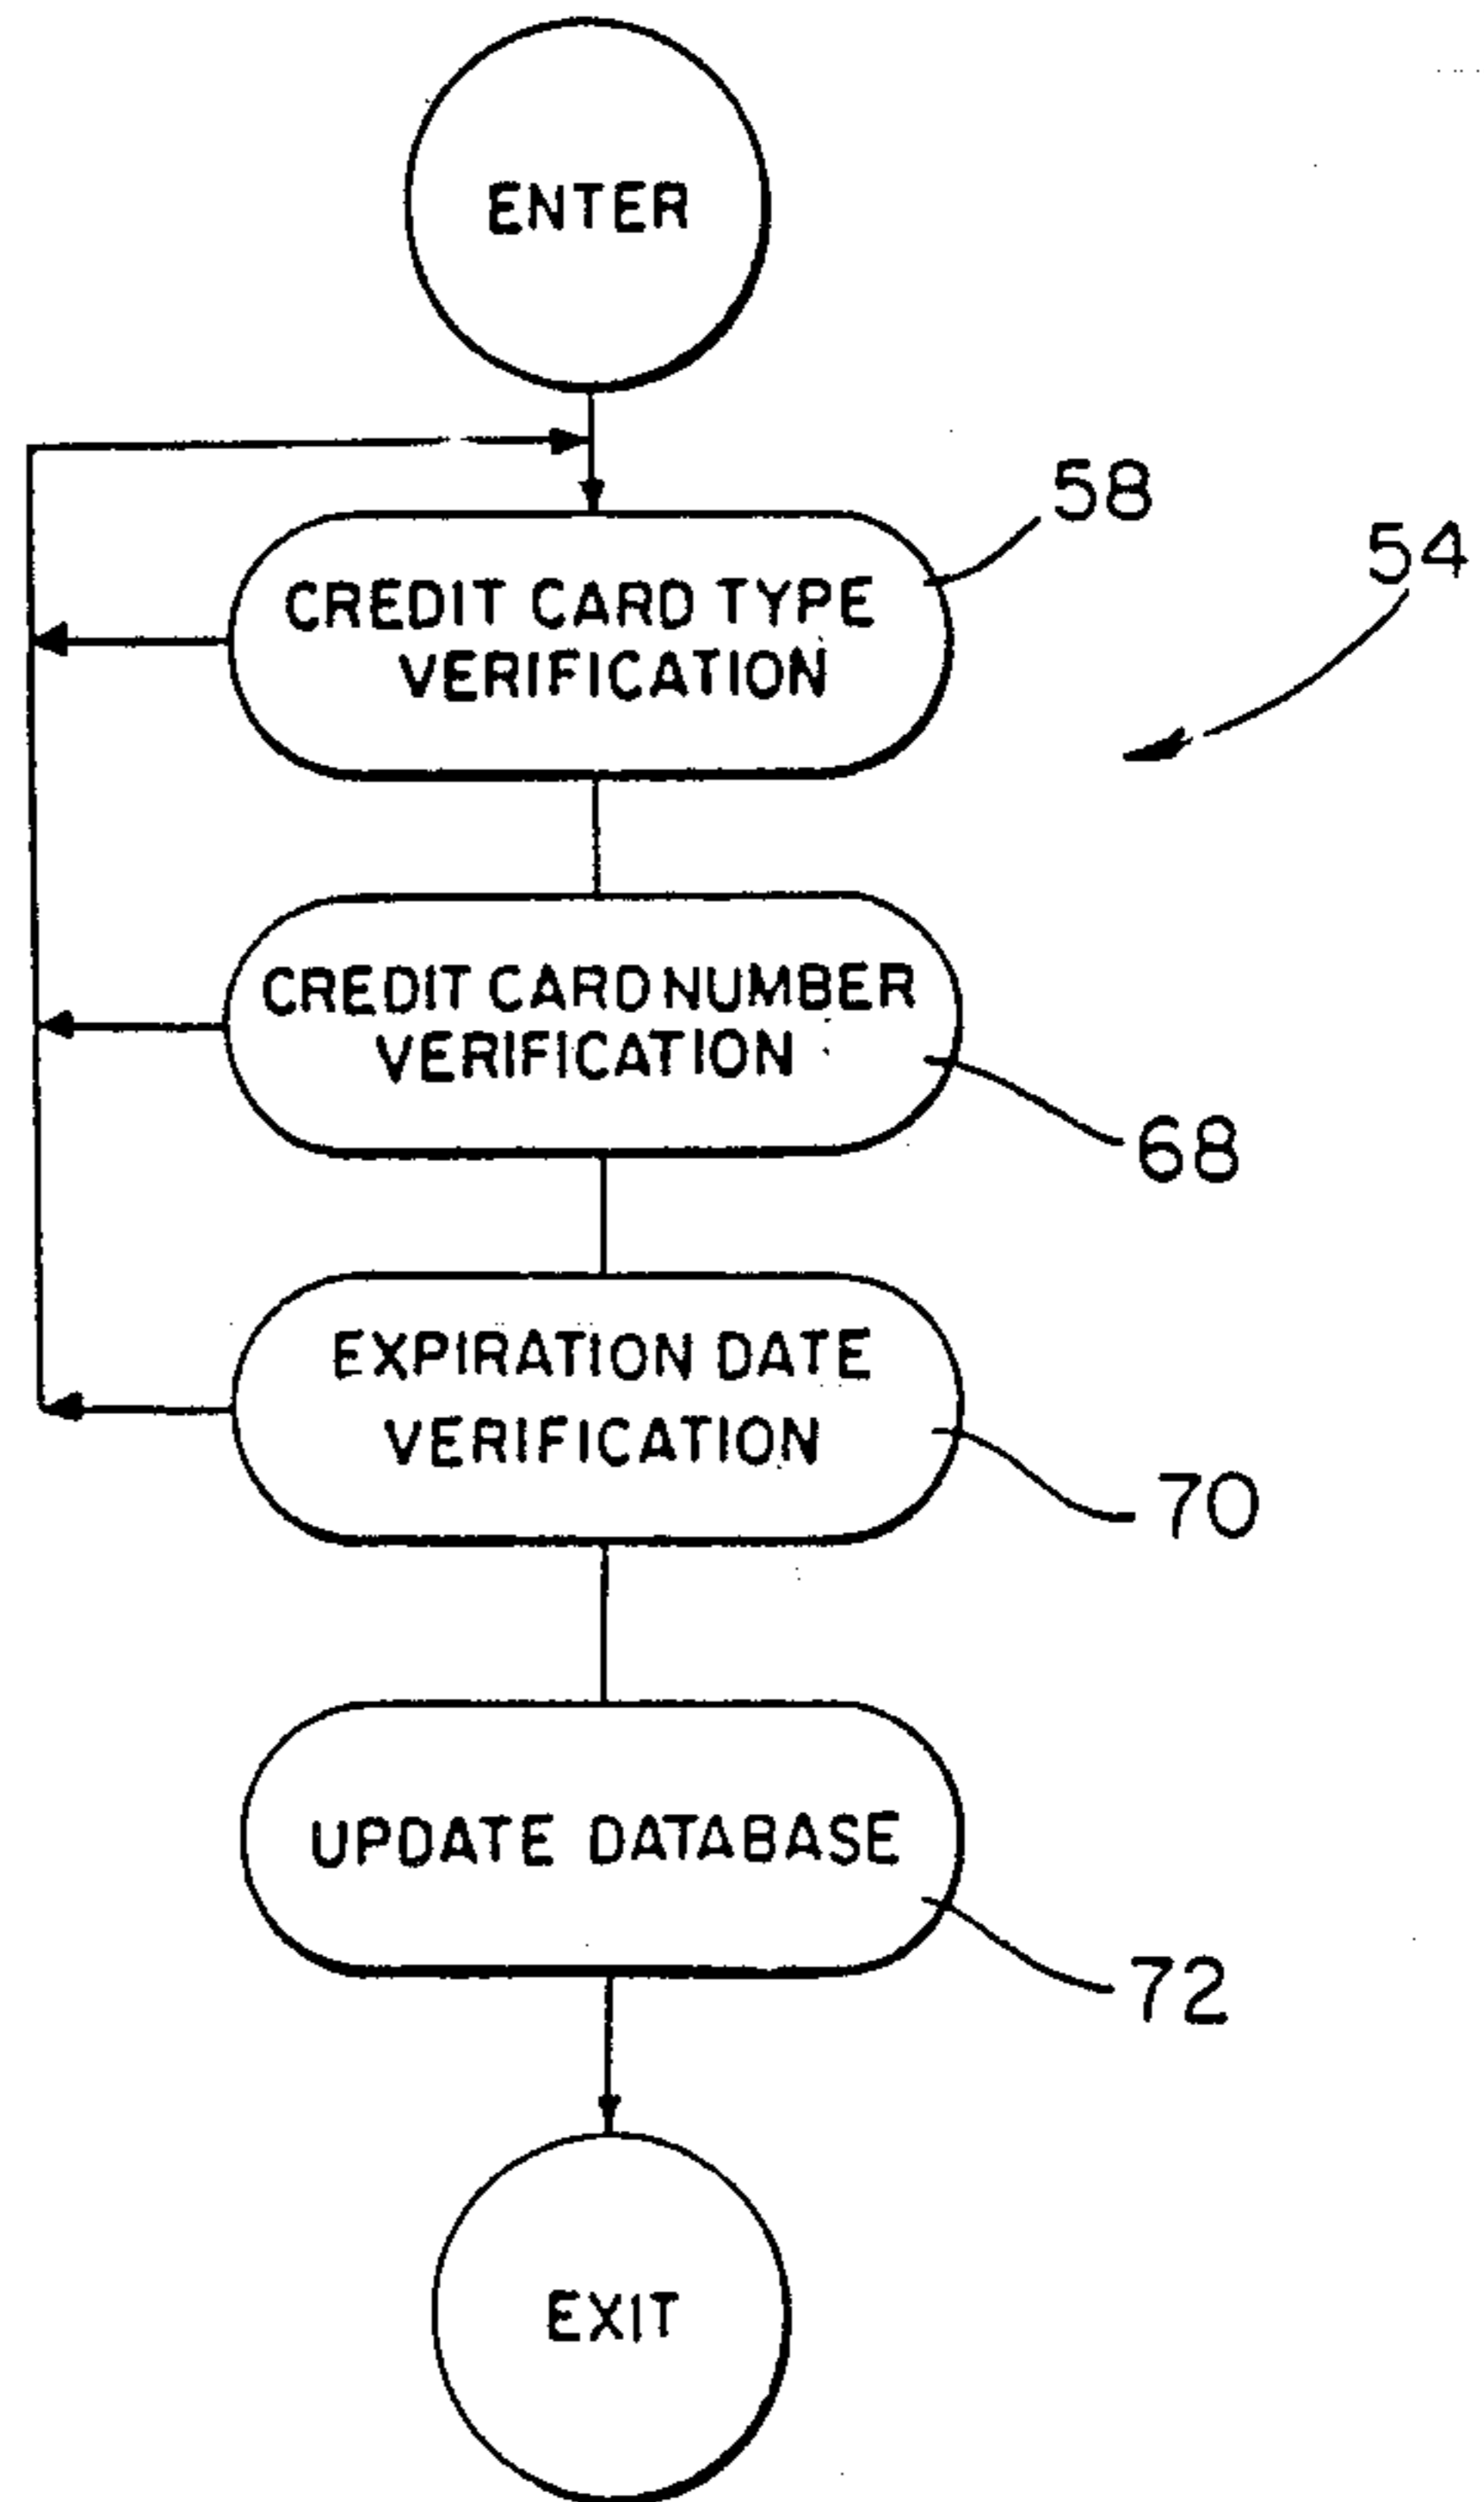 ENTER
58
54
CREDIT CARD TYPE
VERIFICATION
CREDIT CARD NUMBER
VERIFICATION
68
EXPIRATION DATE
VERIFICATION
70
UPDATE DATABASE
72
EXIT